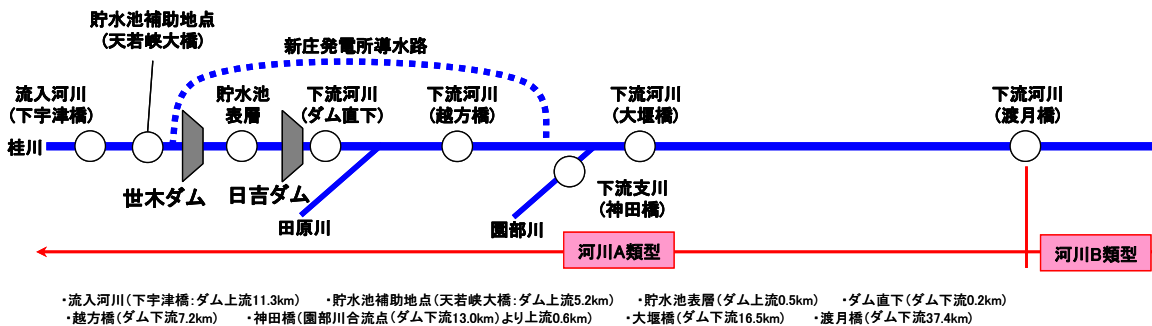 貯水池補助地点
(天若峡大橋)
新庄発電所導水路
流入河川
(下宇津橋)
貯水池
表層
下流河川
(ダム直下)
下流河川
(越方橋)
下流河川
(大堰橋)
下流河川
(渡月橋)
桂川
世木ダム
日吉ダム
田原川
園部川
下流支川
(神田橋)
河川A類型
河川B類型
・流入河川(下宇津橋:ダム上流11.3km) ・貯水池補助地点(天若峡大橋:ダム上流5.2km) ・貯水池表層(ダム上流0.5km) ・ダム直下(ダム下流0.2km)
・越方橋(ダム下流7.2km) ・神田橋(園部川合流点(ダム下流13.0km)より上流0.6km) ・大堰橋(ダム下流16.5km) ・渡月橋(ダム下流37.4km)